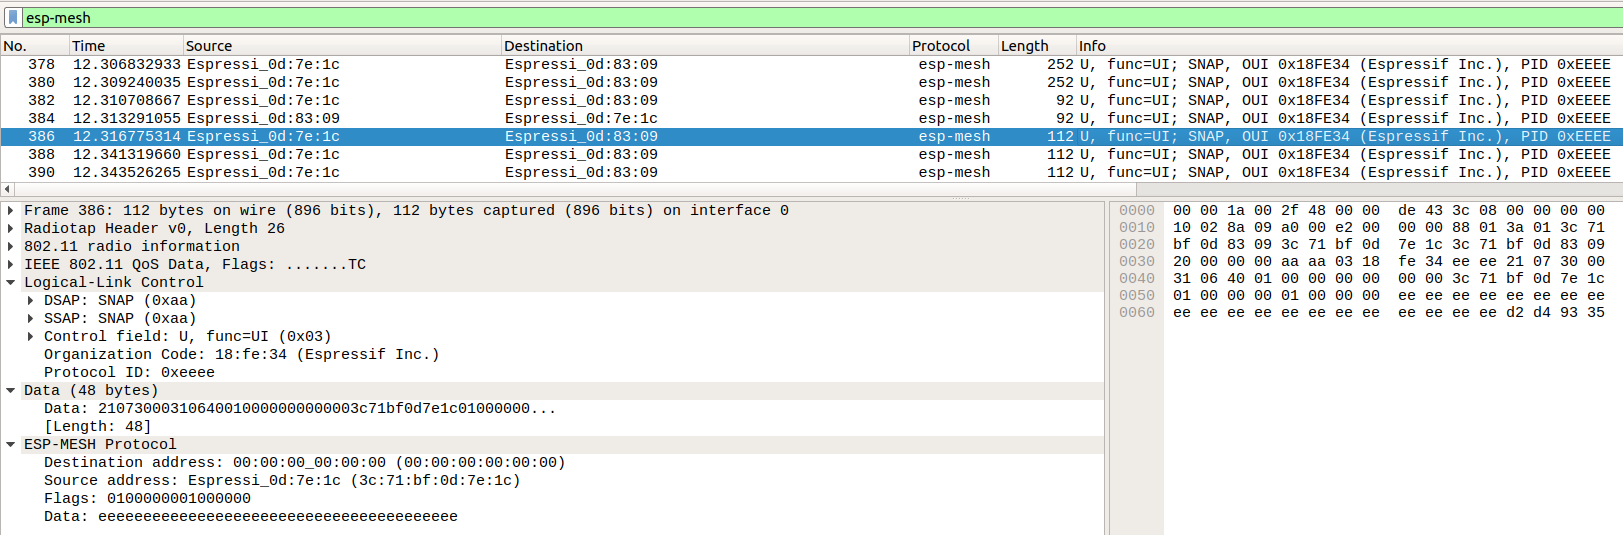 esp-mesh
No. Time Source Destination Protocol Length Info
378 12.306832933 Espressi_0d:7e:1c Espressi_0d:83:09 esp-mesh 252 U, func=UI; SNAP, OUI 0x18FE34 (Espressif Inc.), PID 0xEEEE
380 12.309240035 Espressi_0d:7e:1c Espressi_0d:83:09 esp-mesh 252 U, func=UI; SNAP, OUI 0x18FE34 (Espressif Inc.), PID 0xEEEE
382 12.310708667 Espressi_0d:7e:1c Espressi_0d:83:09 esp-mesh 92 U, func=UI; SNAP, OUI 0x18FE34 (Espressif Inc.), PID 0xEEEE
384 12.313291055 Espressi_0d:83:09 Espressi_0d:7e:1c esp-mesh 92 U, func=UI; SNAP, OUI 0x18FE34 (Espressif Inc.), PID 0xEEEE
386 12.316775314 Espressi_0d:7e:1c Espressi_0d:83:09 esp-mesh 112 U, func=UI; SNAP, OUI 0x18FE34 (Espressif Inc.), PID 0xEEEE
388 12.341319660 Espressi_0d:7e:1c Espressi_0d:83:09 esp-mesh 112 U, func=UI; SNAP, OUI 0x18FE34 (Espressif Inc.), PID 0xEEEE
390 12.343526265 Espressi_0d:7e:1c Espressi_0d:83:09 esp-mesh 112 U, func=UI; SNAP, OUI 0x18FE34 (Espressif Inc.), PID 0xEEEE
Frame 386: 112 bytes on wire (896 bits), 112 bytes captured (896 bits) on interface 0
Radiotap Header v0, Length 26
802.11 radio information
IEEE 802.11 QoS Data, Flags: .......TC
Logical-Link Control
DSAP: SNAP (0xaa)
SSAP: SNAP (0xaa)
Control field: U, func=UI (0x03)
Organization Code: 18:fe:34 (Espressif Inc.)
Protocol ID: 0xeeee
Data (48 bytes)
Data: 210730003106400100000000000003c71bf0d7e1c01000000...
[Length: 48]
ESP-MESH Protocol
Destination address: 00:00:00_00:00:00 (00:00:00:00:00:00)
Source address: Espressi_0d:7e:1c (3c:71:bf:0d:7e:1c)
Flags: 0100000001000000
Data: eeeeeeeeeeeeeeeeeeeeeeeeeeeeeeeeeeeeeeee
0000 00 00 1a 00 2f 48 00 00 de 43 3c 08 00 00 00 00
0010 10 02 8a 09 a0 00 e2 00 00 00 88 01 3a 01 3c 71
0020 bf 0d 83 09 3c 71 bf 0d 7e 1c 3c 71 bf 0d 83 09
0030 20 00 00 00 aa aa 03 18 fe 34 ee ee 21 07 30 00
0040 31 06 40 01 00 00 00 00 00 00 3c 71 bf 0d 7e 1c
0050 01 00 00 00 01 00 00 00 ee ee ee ee ee ee ee ee
0060 ee ee ee ee ee ee ee ee ee ee ee ee d2 d4 93 35